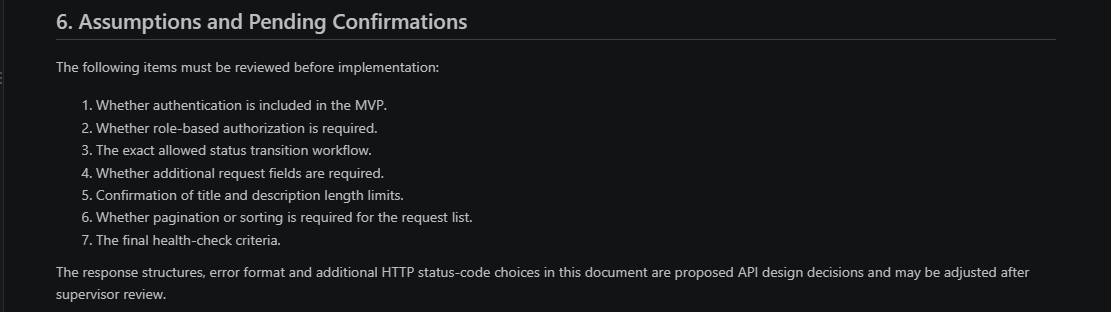 6. Assumptions and Pending Confirmations
The following items must be reviewed before implementation:
1. Whether authentication is included in the MVP.
2. Whether role-based authorization is required.
3. The exact allowed status transition workflow.
4. Whether additional request fields are required.
5. Confirmation of title and description length limits.
6. Whether pagination or sorting is required for the request list.
7. The final health-check criteria.
The response structures, error format and additional HTTP status-code choices in this document are proposed API design decisions and may be adjusted after
supervisor review.